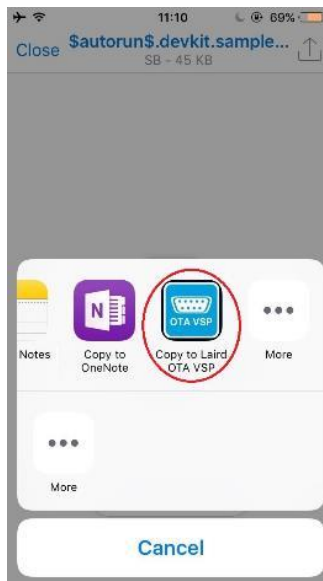 11:10
69%
Close
$autorun$.devkit.sample...
SB - 45 KB
N
OTA VSP
Notes
Copy to
OneNote
Copy to Laird
OTA VSP
More
More
Cancel